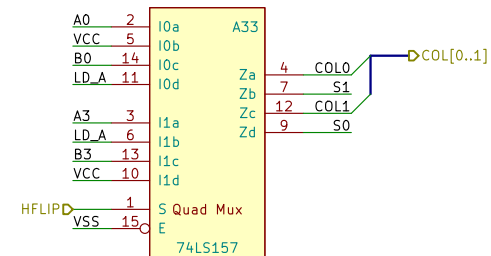 A0 2 I0a A33
VCC 5 I0b
B0 14 I0c
LD_A 11 I0d
Za 4 COL0
Zb 7 S1
Zc 12 COL1
Zd 9 S0
COL[0..1]
A3 3 I1a
LD_A 6 I1b
B3 13 I1c
VCC 10 I1d
HFLIP 1 S Quad Mux
VSS 15 E
74LS157